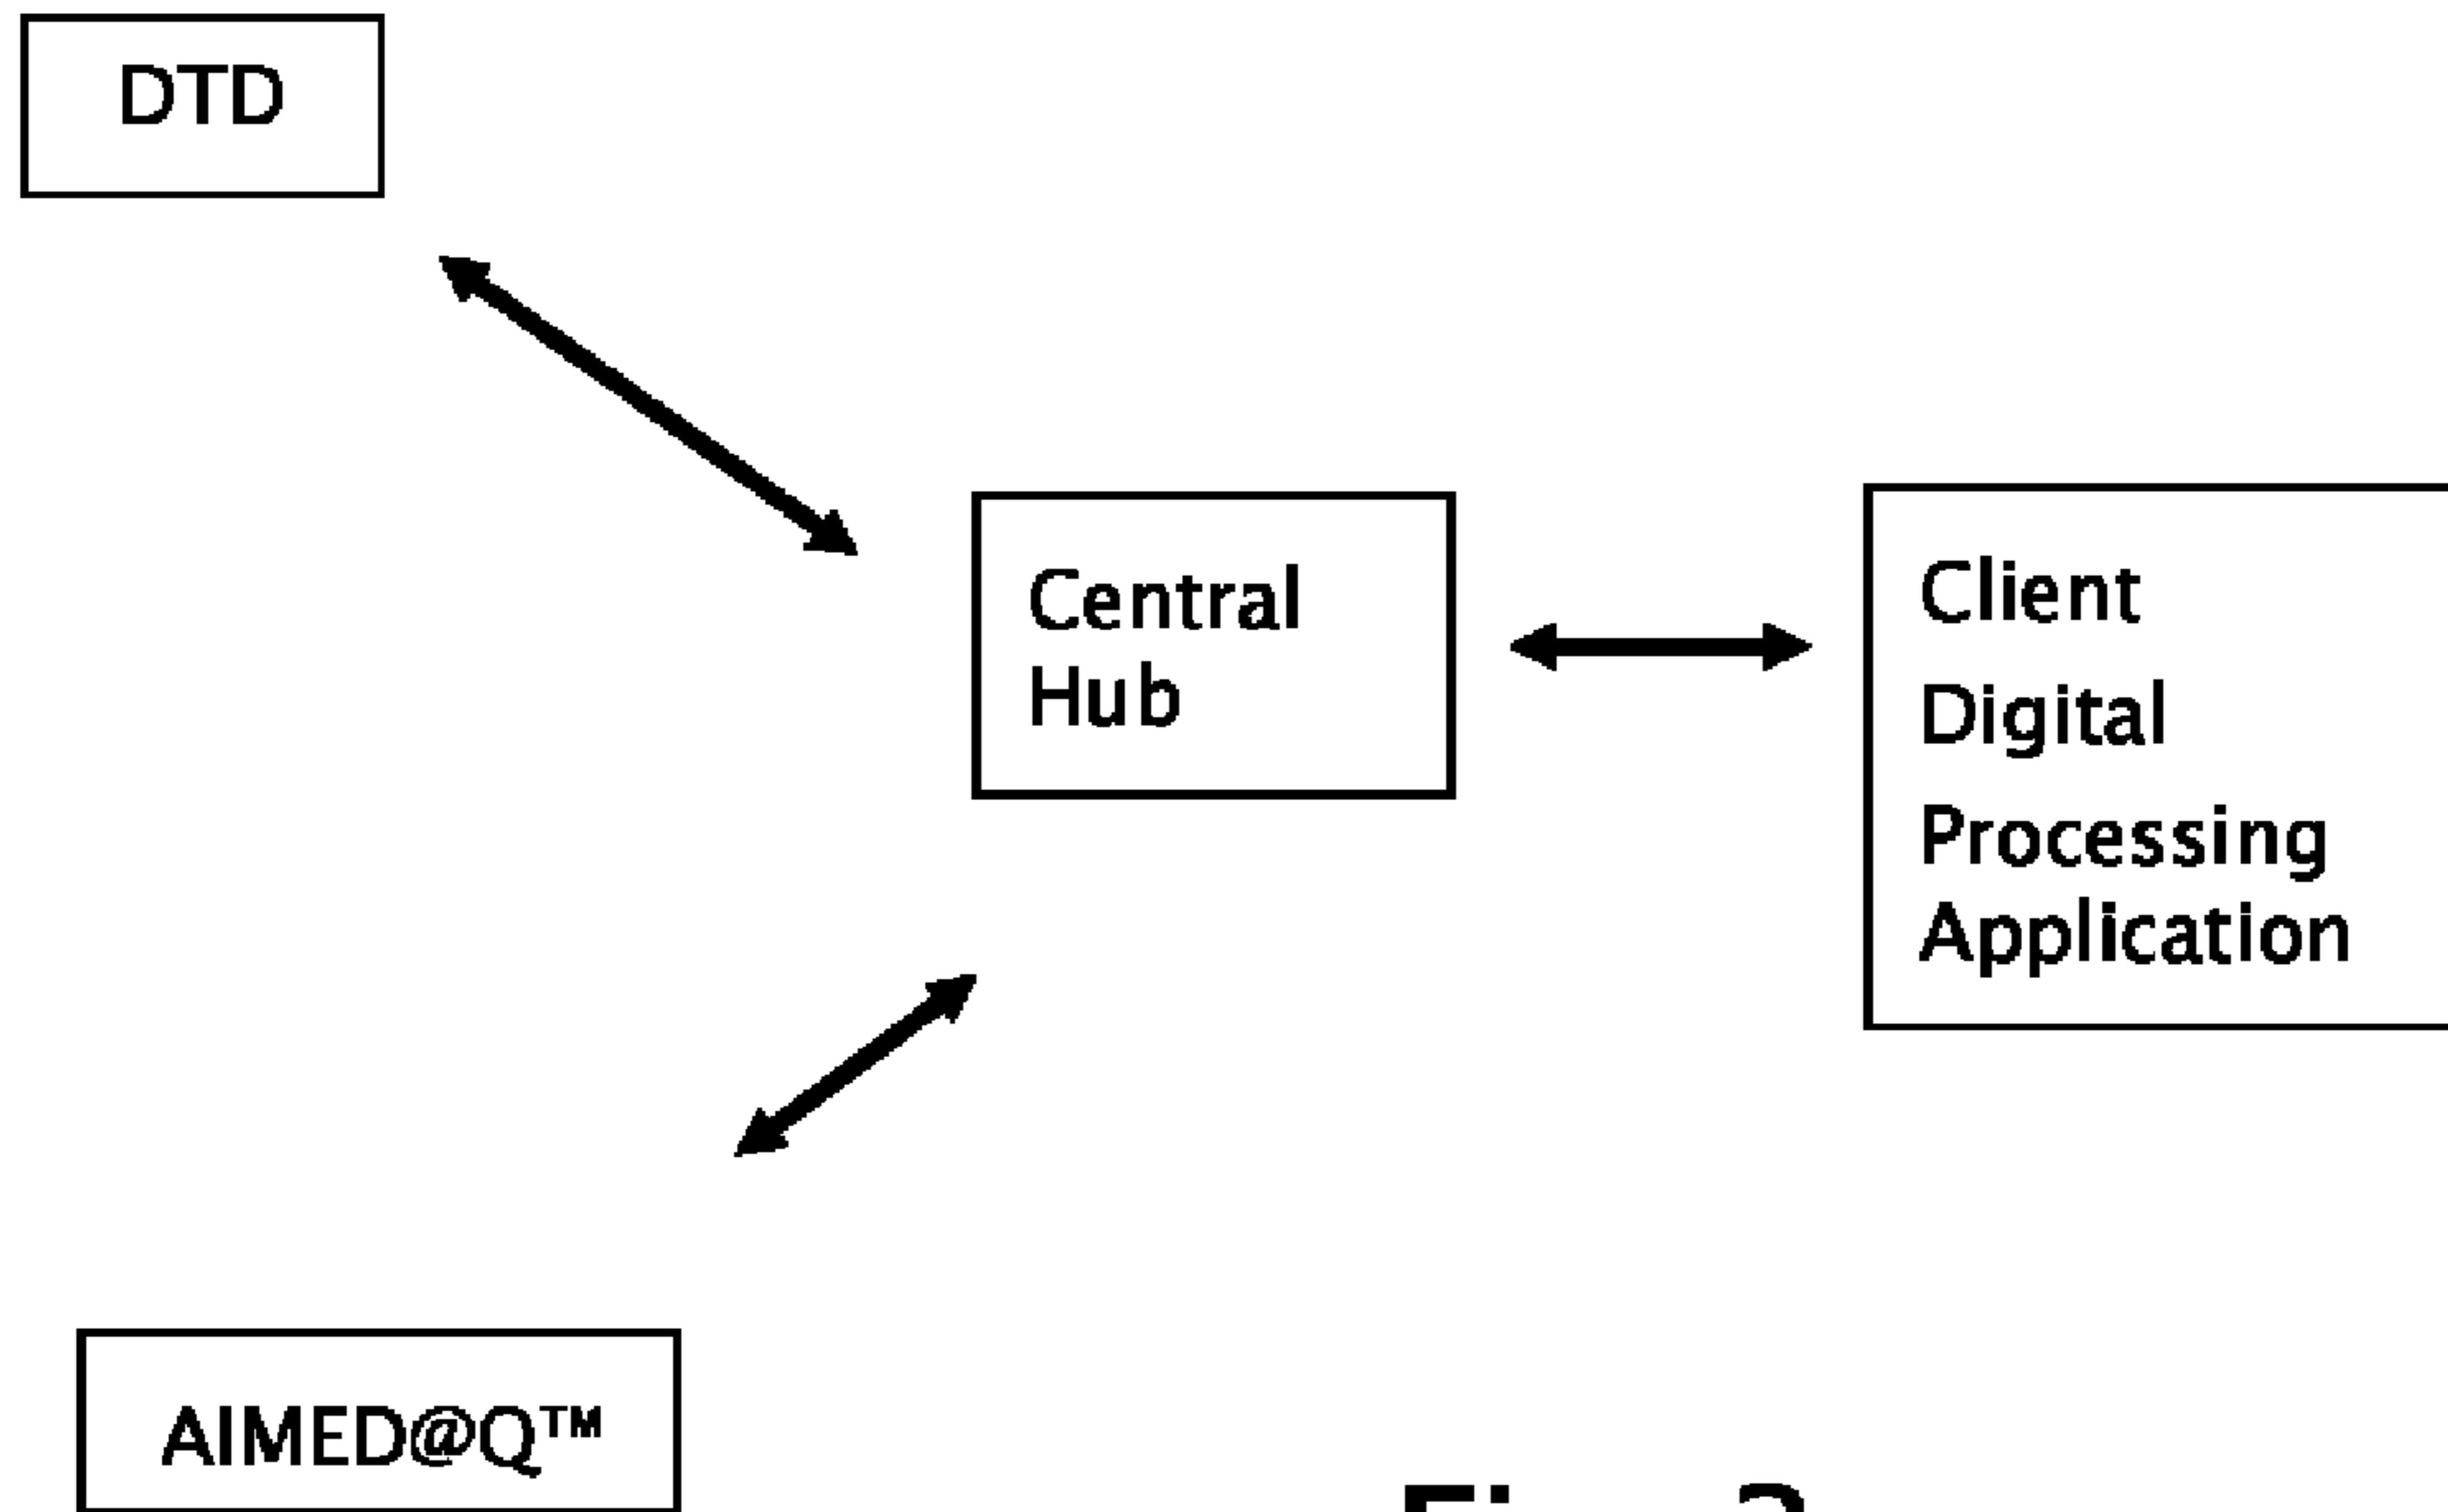 DTD
Central
Hub
Client
Digital
Processing
Application
AIMED@Q™